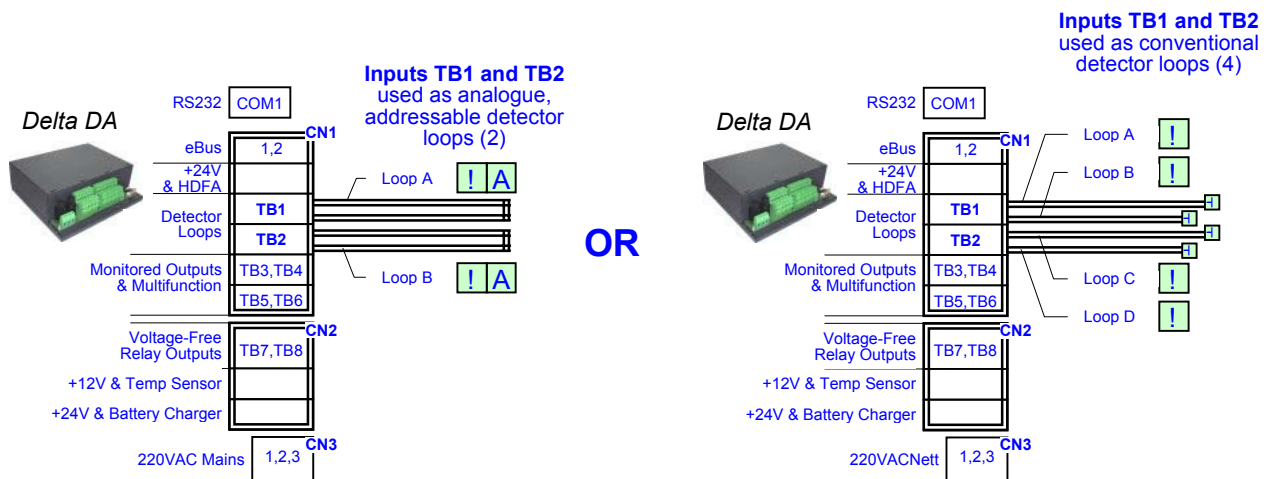 Inputs TB1 and TB2
used as analogue,
addressable detector
loops (2)
Delta DA
RS232 COM1
CN1
eBus 1,2
+24V
& HDFA
Detector
Loops
TB1
TB2
Loop A ! A
Loop B ! A
Monitored Outputs
& Multifunction
TB3,TB4
TB5,TB6
CN2
Voltage-Free
Relay Outputs
TB7,TB8
+12V & Temp Sensor
+24V & Battery Charger
CN3
220VAC Mains 1,2,3
OR
Inputs TB1 and TB2
used as conventional
detector loops (4)
Delta DA
RS232 COM1
CN1
eBus 1,2
+24V
& HDFA
Detector
Loops
TB1
TB2
Loop A !
Loop B !
Loop C !
Loop D !
Monitored Outputs
& Multifunction
TB3,TB4
TB5,TB6
CN2
Voltage-Free
Relay Outputs
TB7,TB8
+12V & Temp Sensor
+24V & Battery Charger
CN3
220VACNett 1,2,3